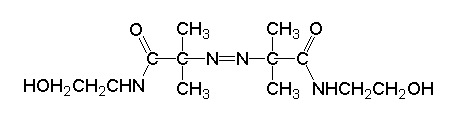 O CH₃ CH₃ O
C C N=N C C
HOH₂CH₂CHN CH₃ CH₃ NHCH₂CH₂OH